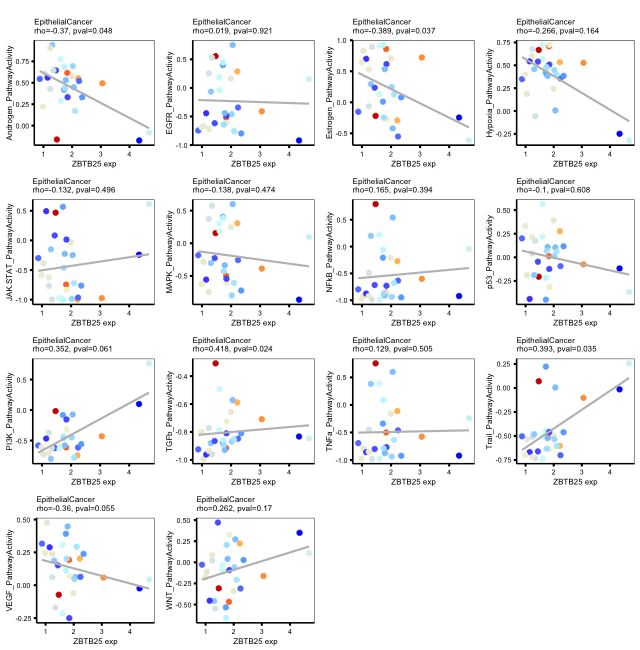 EpithelialCancer
rho=-0.37, pval=0.048
Androgen_PathwayActivity
0.75
0.50
0.25
0.00
1 2 3 4
ZBTB25 exp
EpithelialCancer
rho=0.019, pval=0.921
EGFR_PathwayActivity
0.5
0.0
-0.5
-1.0
1 2 3 4
ZBTB25 exp
EpithelialCancer
rho=-0.389, pval=0.037
Estrogen_PathwayActivity
1.0
0.5
0.0
-0.5
1 2 3 4
ZBTB25 exp
EpithelialCancer
rho=-0.266, pval=0.164
Hypoxia_PathwayActivity
0.75
0.50
0.25
0.00
-0.25
1 2 3 4
ZBTB25 exp
EpithelialCancer
rho=-0.132, pval=0.496
JAK-STAT_PathwayActivity
0.5
0.0
-0.5
-1.0
1 2 3 4
ZBTB25 exp
EpithelialCancer
rho=-0.138, pval=0.474
MAPK_PathwayActivity
0.5
0.0
-0.5
1 2 3 4
ZBTB25 exp
EpithelialCancer
rho=0.165, pval=0.394
NFkB_PathwayActivity
0.5
0.0
-0.5
-1.0
1 2 3 4
ZBTB25 exp
EpithelialCancer
rho=-0.1, pval=0.608
p53_PathwayActivity
0.50
0.25
0.00
-0.25
1 2 3 4
ZBTB25 exp
EpithelialCancer
rho=0.352, pval=0.061
PI3K_PathwayActivity
0.5
0.0
-0.5
1 2 3 4
ZBTB25 exp
EpithelialCancer
rho=0.418, pval=0.024
TGFb_PathwayActivity
-0.4
-0.6
-0.8
-1.0
1 2 3 4
ZBTB25 exp
EpithelialCancer
rho=0.129, pval=0.505
TNFa_PathwayActivity
0.5
0.0
-0.5
-1.0
1 2 3 4
ZBTB25 exp
EpithelialCancer
rho=0.393, pval=0.035
Trail_PathwayActivity
0.25
0.00
-0.25
-0.50
-0.75
1 2 3 4
ZBTB25 exp
EpithelialCancer
rho=-0.36, pval=0.055
VEGF_PathwayActivity
0.50
0.25
0.00
-0.25
1 2 3 4
ZBTB25 exp
EpithelialCancer
rho=0.262, pval=0.17
WNT_PathwayActivity
0.50
0.25
0.00
-0.25
-0.50
1 2 3 4
ZBTB25 exp